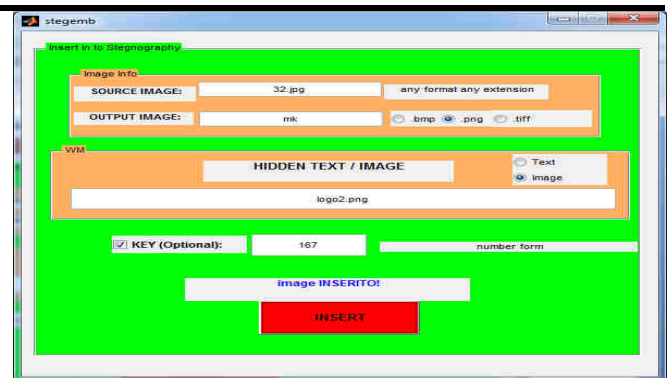 stegemb
Insert in to Stegnography
Image Info
SOURCE IMAGE: 32.jpg any format any extension
OUTPUT IMAGE: mk .bmp .png .tiff
WM
HIDDEN TEXT / IMAGE Text
Image
logo2.png
KEY (Optional): 167 number form
image INSERITO!
INSERT